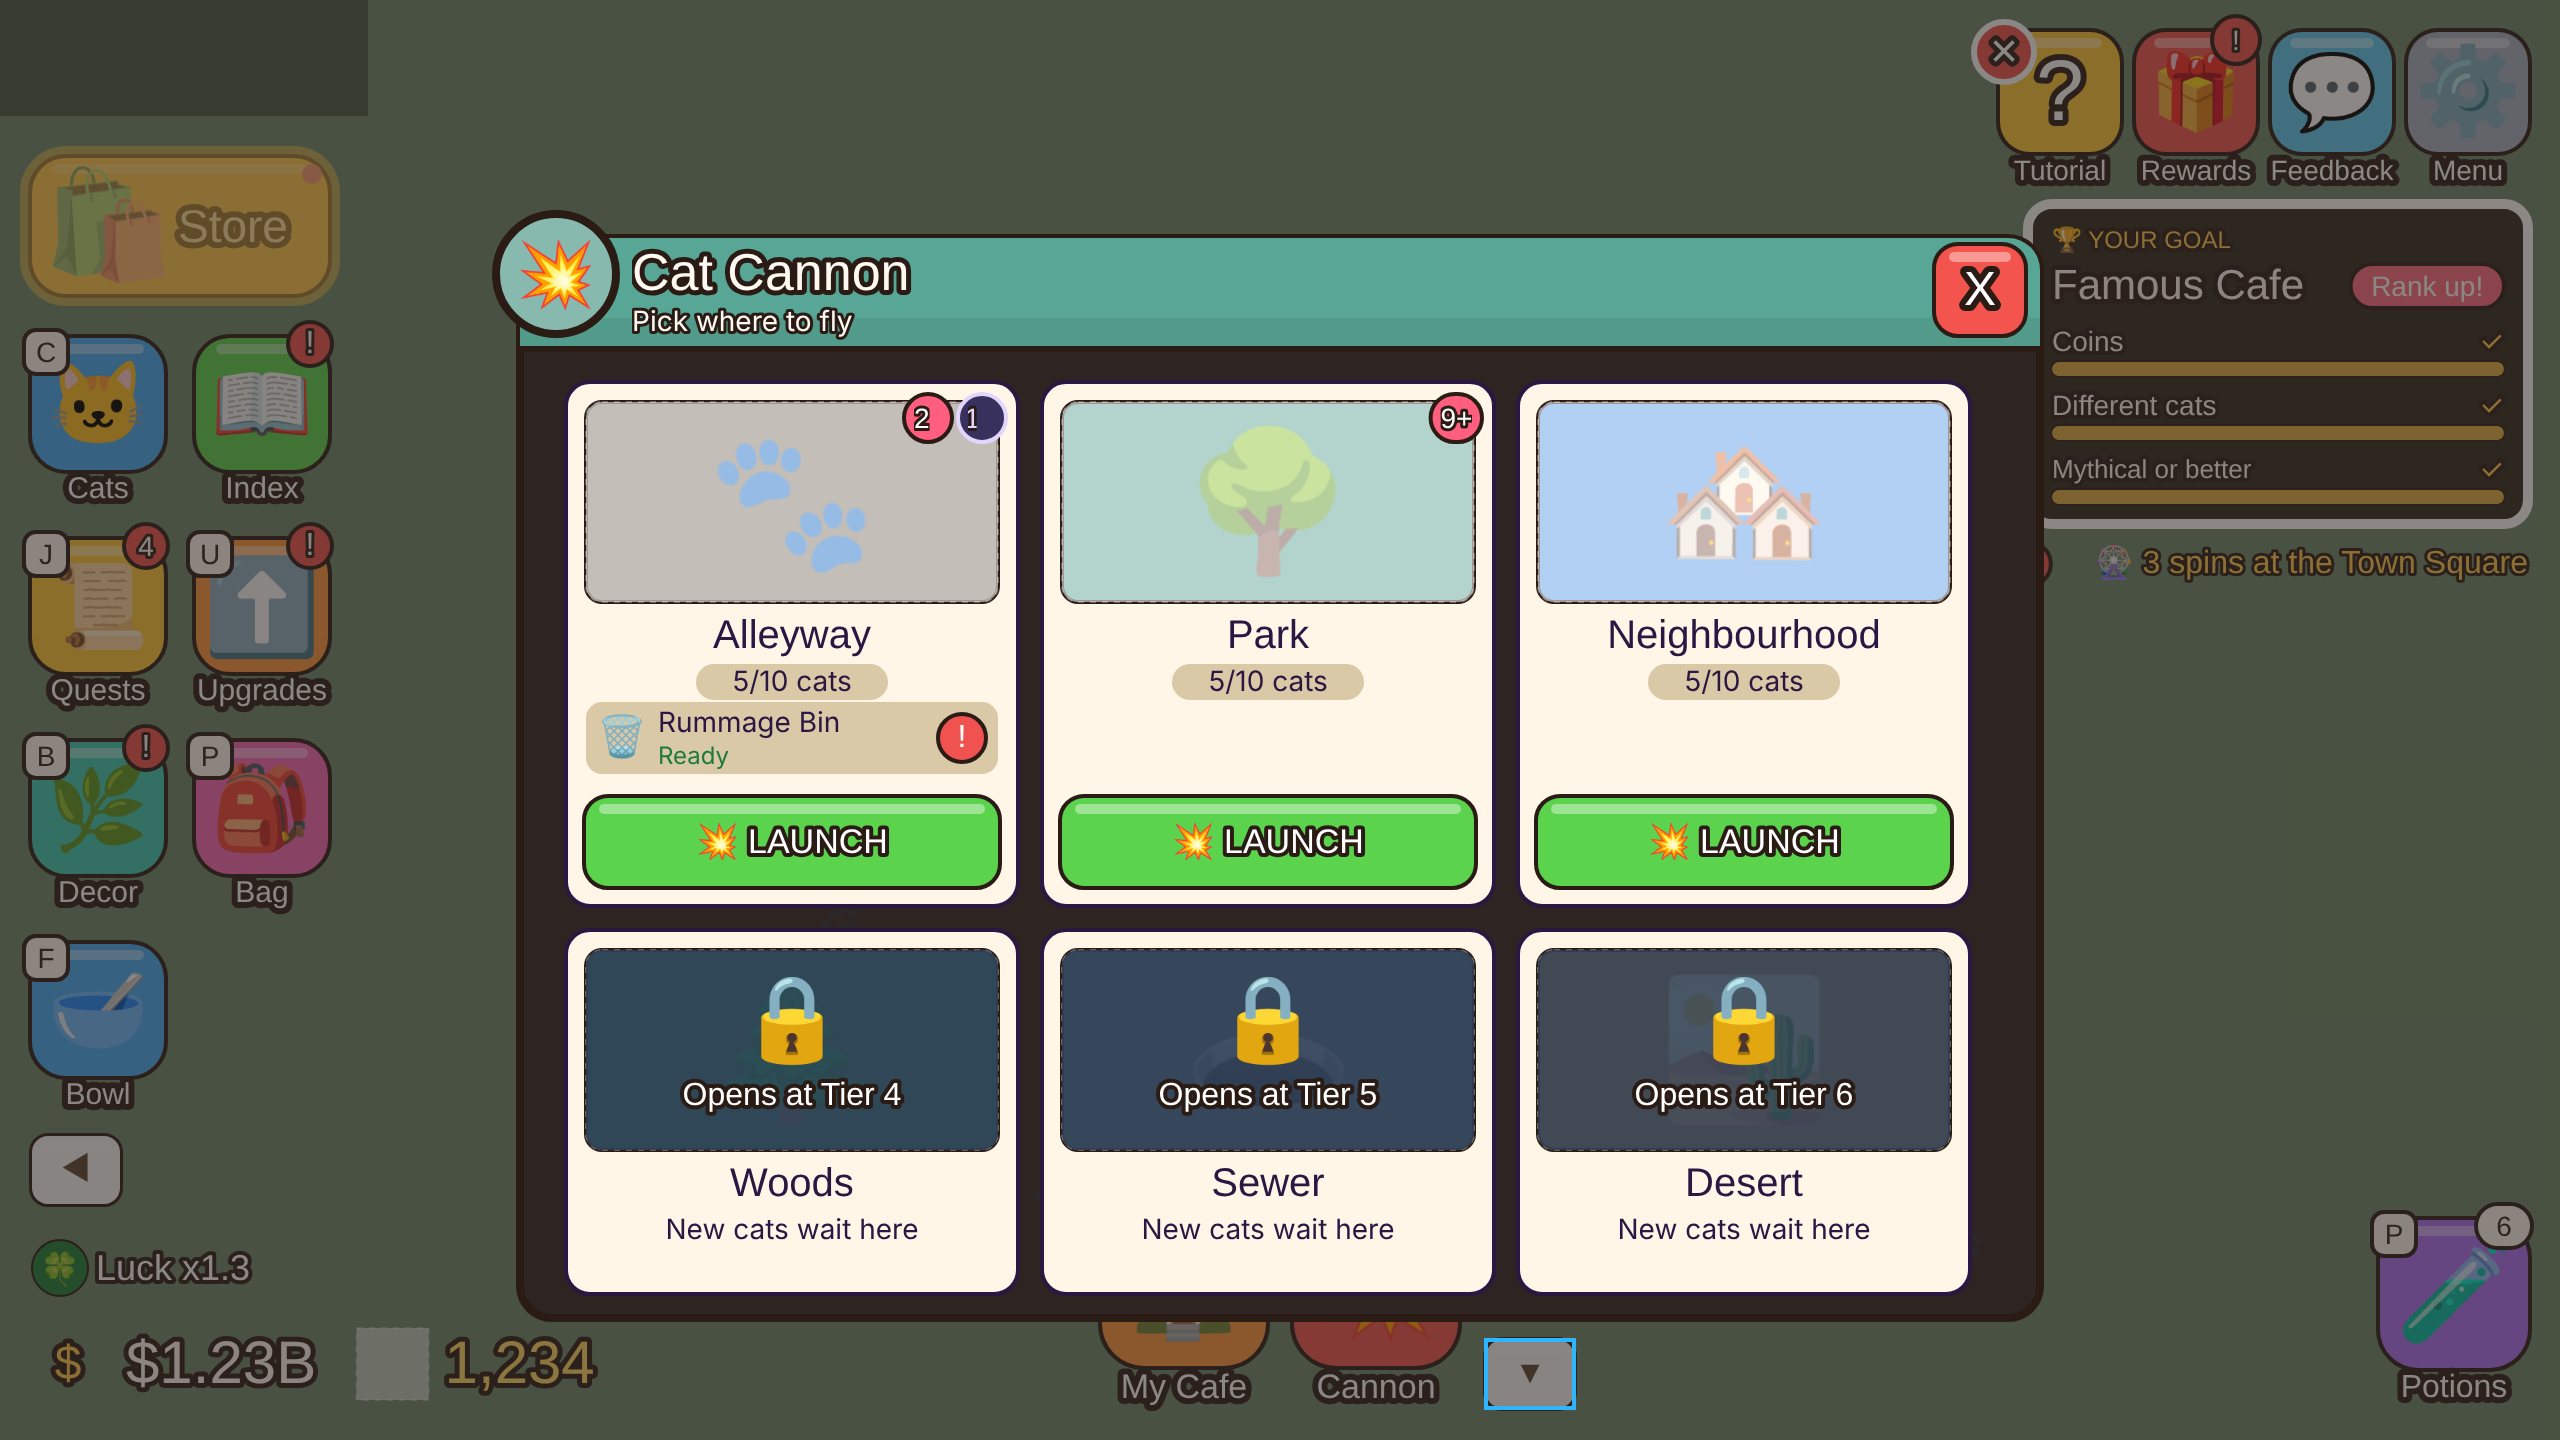 Store
C
Cats
!
Index
J
4
Quests
U
!
Upgrades
B
!
Decor
P
Bag
F
Bowl
Luck x1.3
$ $1.23B
1,234
Cat Cannon
Pick where to fly
X
2
1
Alleyway
5/10 cats
Rummage Bin
Ready
!
LAUNCH
9+
Park
5/10 cats
LAUNCH
Neighbourhood
5/10 cats
LAUNCH
Opens at Tier 4
Woods
New cats wait here
Opens at Tier 5
Sewer
New cats wait here
Opens at Tier 6
Desert
New cats wait here
My Cafe
Cannon
?
Tutorial
!
Rewards
Feedback
Menu
YOUR GOAL
Famous Cafe
Rank up!
Coins
Different cats
Mythical or better
3 spins at the Town Square
P
6
Potions